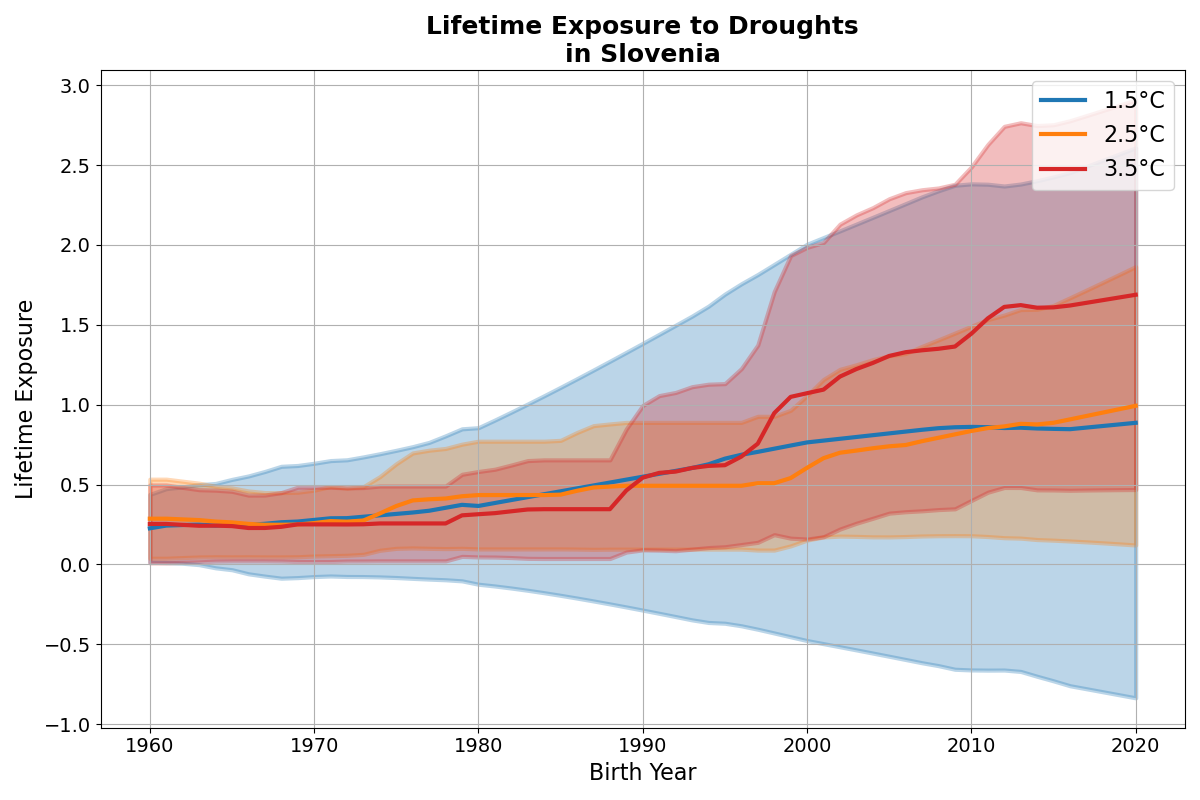 Lifetime Exposure to Droughts
in Slovenia
1.5°C
2.5°C
3.5°C
Lifetime Exposure
3.0
2.5
2.0
1.5
1.0
0.5
0.0
−0.5
−1.0
1960 1970 1980 1990 2000 2010 2020
Birth Year